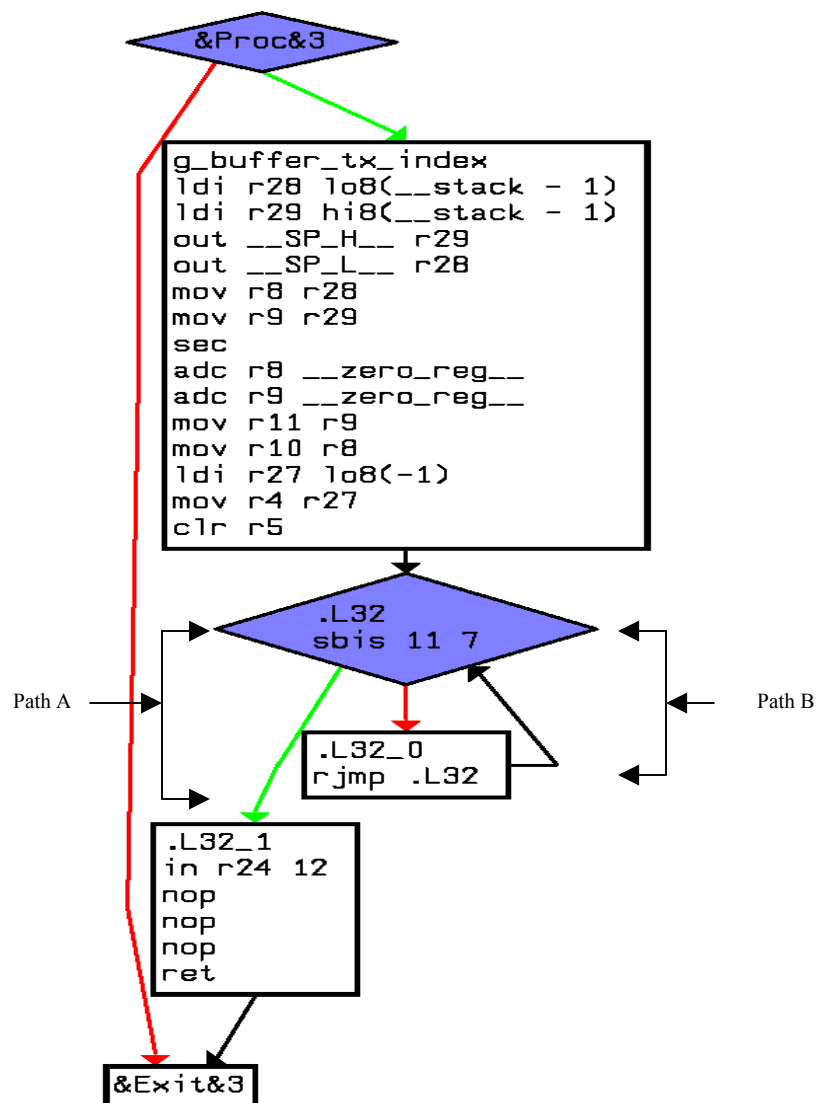 &Proc&3
g_buffer_tx_index
ldi r28 lo8(__stack - 1)
ldi r29 hi8(__stack - 1)
out __SP_H__ r29
out __SP_L__ r28
mov r8 r28
mov r9 r29
sec
adc r8 __zero_reg__
adc r9 __zero_reg__
mov r11 r9
mov r10 r8
ldi r27 lo8(-1)
mov r4 r27
clr r5
.L32
sbis 11 7
Path A
Path B
.L32_0
rjmp .L32
.L32_1
in r24 12
nop
nop
nop
ret
&Exit&3